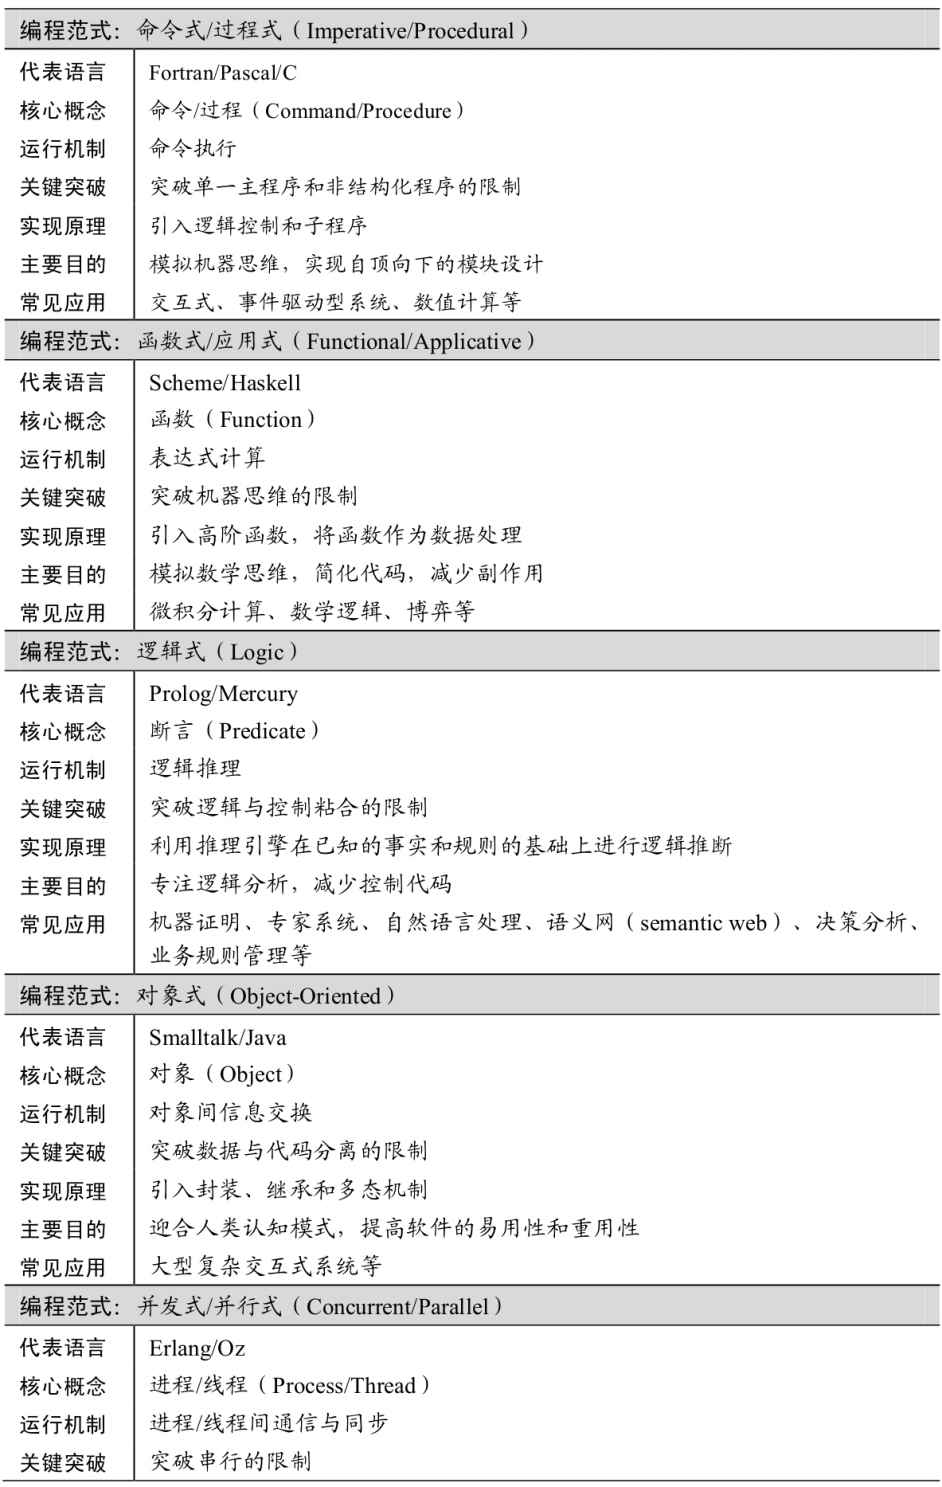 编程范式：命令式/过程式（Imperative/Procedural）
代表语言 Fortran/Pascal/C
核心概念 命令/过程（Command/Procedure）
运行机制 命令执行
关键突破 突破单一主程序和非结构化程序的限制
实现原理 引入逻辑控制和子程序
主要目的 模拟机器思维，实现自顶向下的模块设计
常见应用 交互式、事件驱动型系统、数值计算等
编程范式：函数式/应用式（Functional/Applicative）
代表语言 Scheme/Haskell
核心概念 函数（Function）
运行机制 表达式计算
关键突破 突破机器思维的限制
实现原理 引入高阶函数，将函数作为数据处理
主要目的 模拟数学思维，简化代码，减少副作用
常见应用 微积分计算、数学逻辑、博弈等
编程范式：逻辑式（Logic）
代表语言 Prolog/Mercury
核心概念 断言（Predicate）
运行机制 逻辑推理
关键突破 突破逻辑与控制粘合的限制
实现原理 利用推理引擎在已知的事实和规则的基础上进行逻辑推断
主要目的 专注逻辑分析，减少控制代码
常见应用 机器证明、专家系统、自然语言处理、语义网（semantic web）、决策分析、
业务规则管理等
编程范式：对象式（Object-Oriented）
代表语言 Smalltalk/Java
核心概念 对象（Object）
运行机制 对象间信息交换
关键突破 突破数据与代码分离的限制
实现原理 引入封装、继承和多态机制
主要目的 迎合人类认知模式，提高软件的易用性和重用性
常见应用 大型复杂交互式系统等
编程范式：并发式/并行式（Concurrent/Parallel）
代表语言 Erlang/Oz
核心概念 进程/线程（Process/Thread）
运行机制 进程/线程间通信与同步
关键突破 突破串行的限制